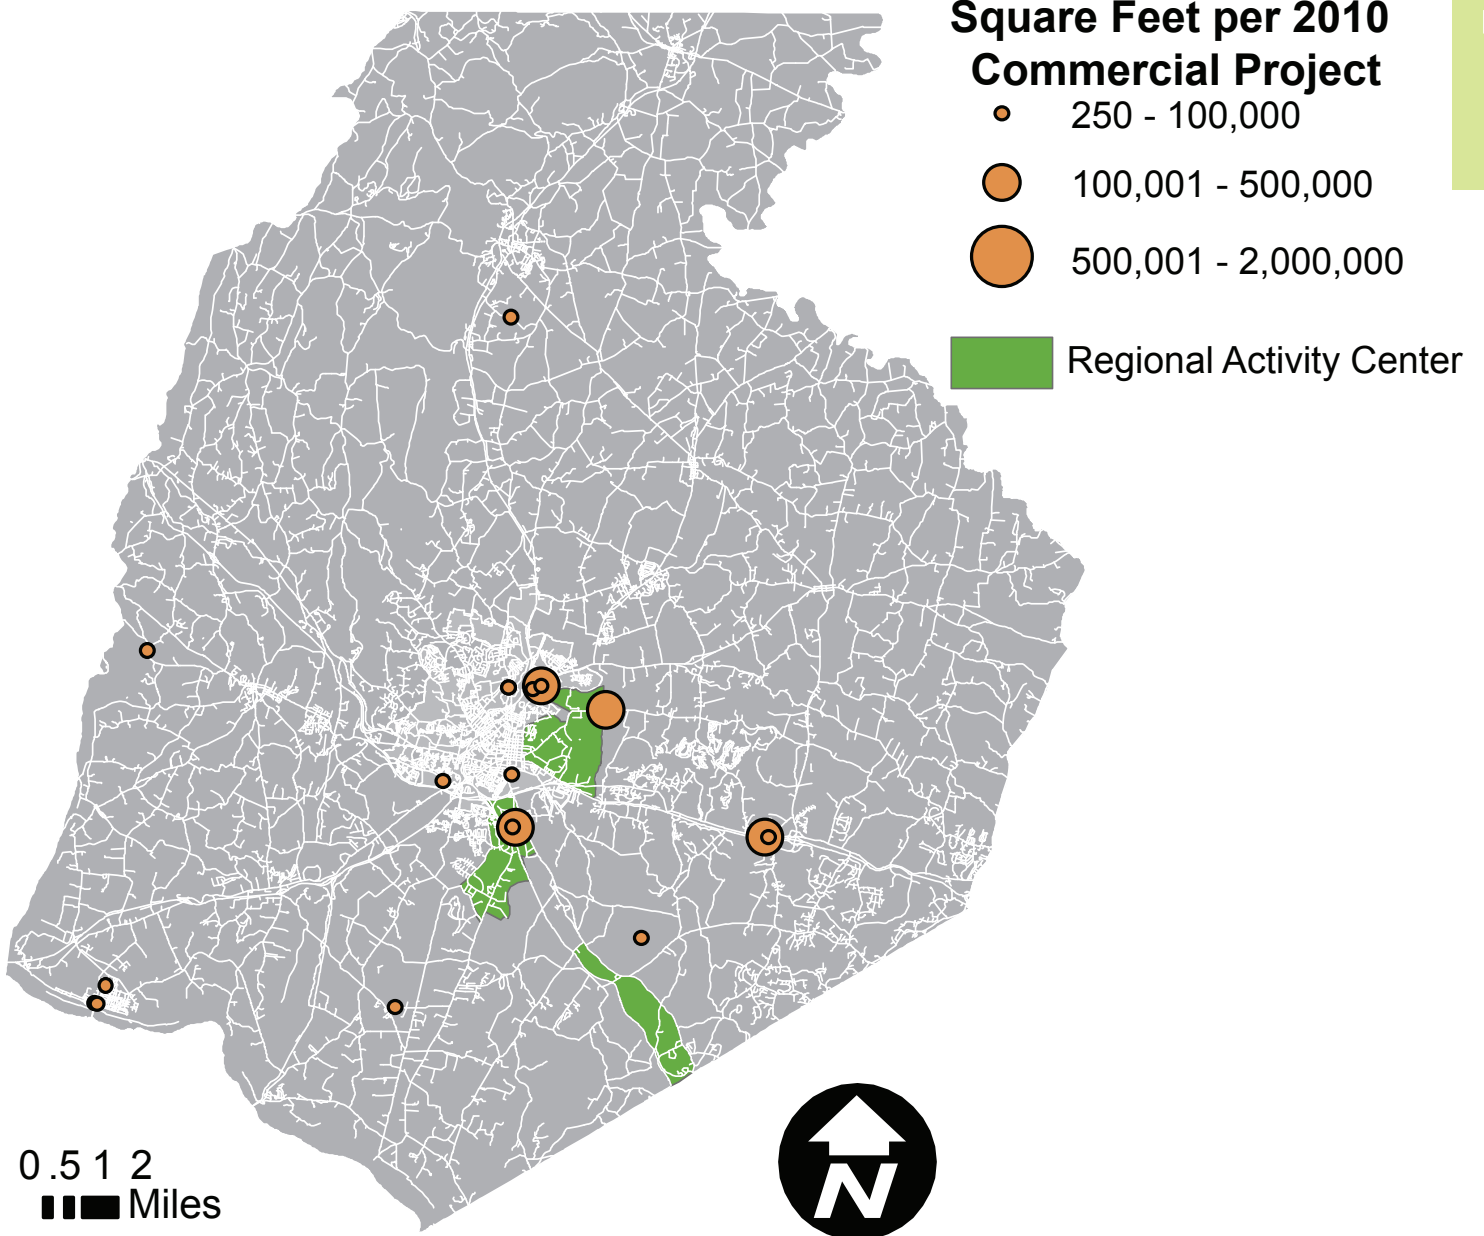 Square Feet per 2010
Commercial Project
250 - 100,000
100,001 - 500,000
500,001 - 2,000,000
Regional Activity Center
0 .5 1 2
Miles
N